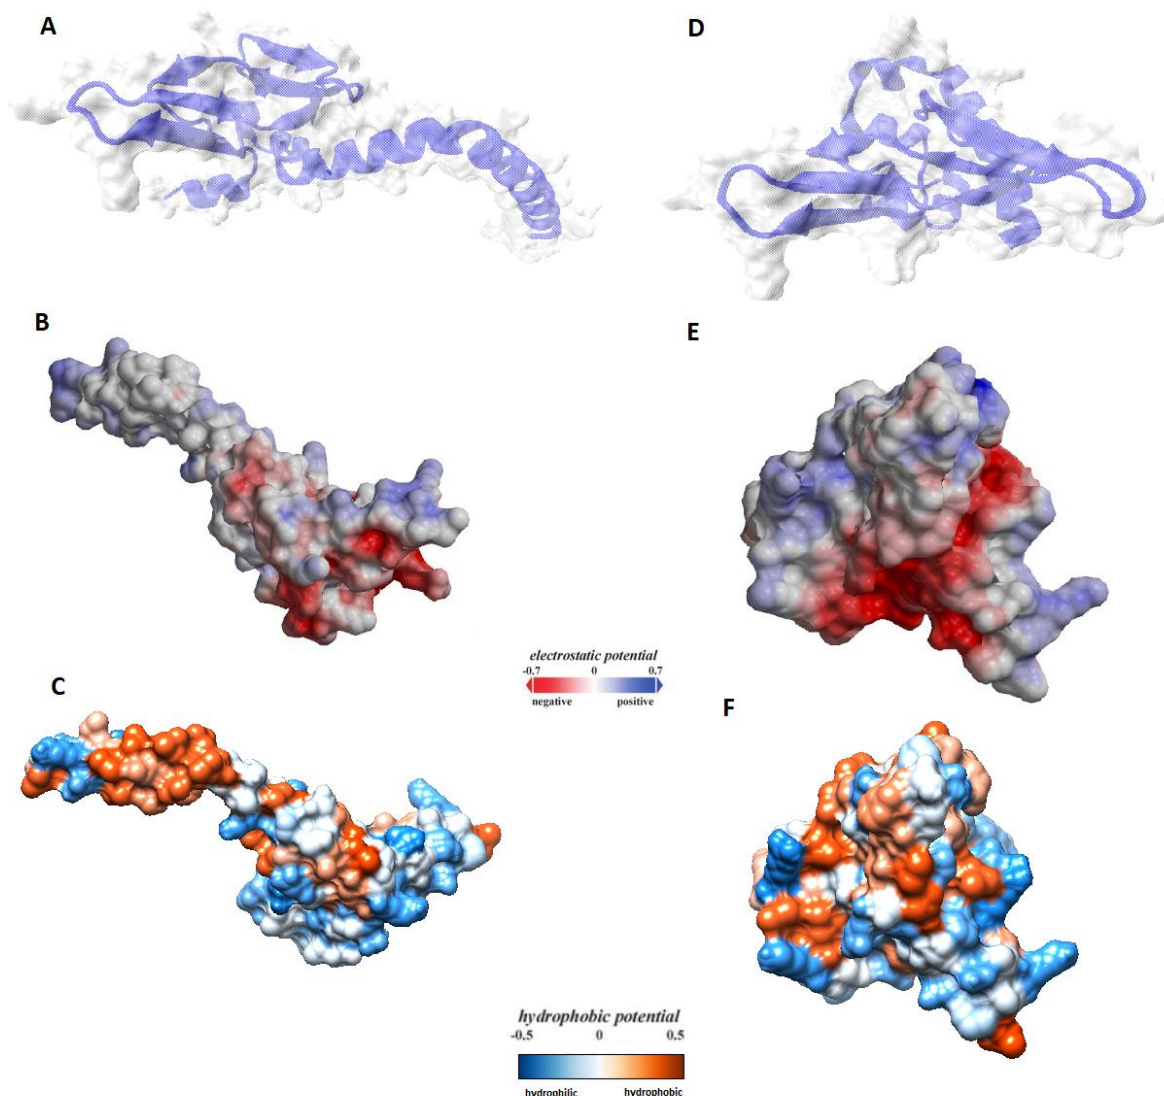 A
D
B
E
electrostatic potential
-0.7 0 0.7
negative positive
C
F
hydrophobic potential
-0.5 0 0.5
hydrophilic hydrophobic